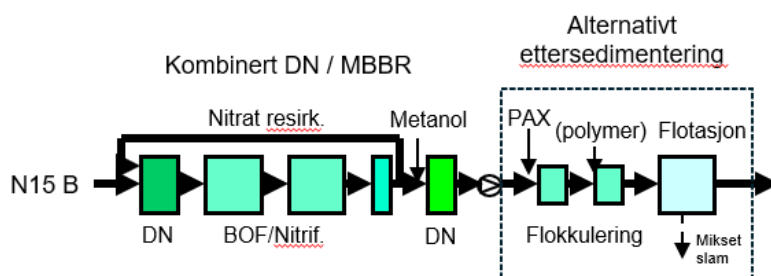 Alternativt
ettersedimentering
Kombinert DN / MBBR
Nitrat resirk.
Metanol
PAX
(polymer)
Flotasjon
N15 B
DN
BOF/Nitrif.
DN
Flokkulering
Mikset
slam